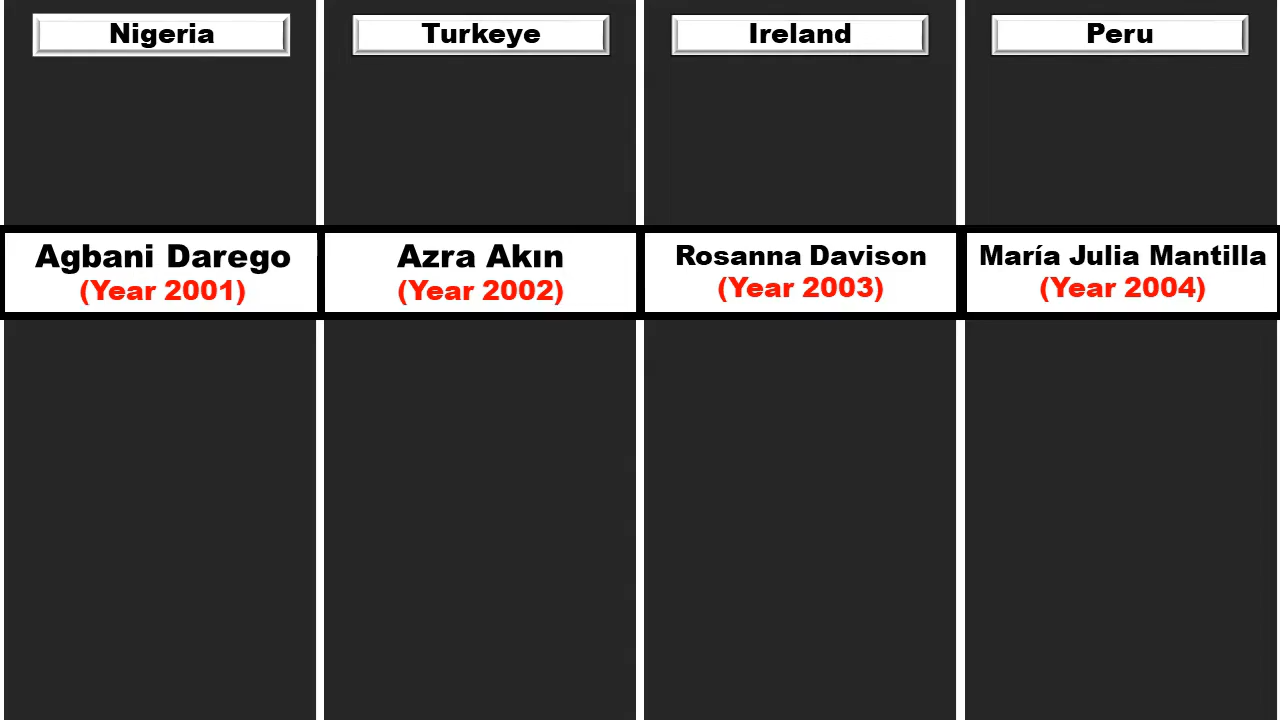 Nigeria
Turkeye
Ireland
Peru
Agbani Darego
(Year 2001)
Azra Akın
(Year 2002)
Rosanna Davison
(Year 2003)
María Julia Mantilla
(Year 2004)